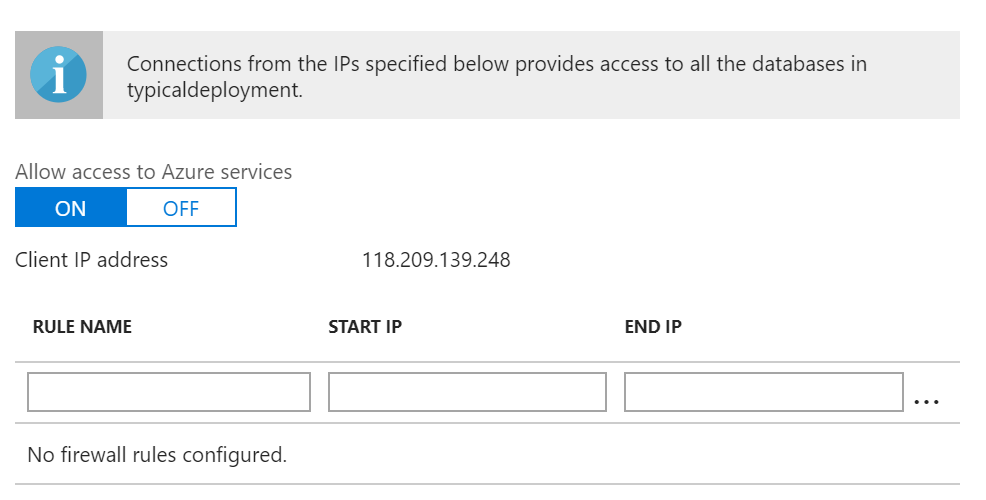 Connections from the IPs specified below provides access to all the databases in
typicaldeployment.
Allow access to Azure services
ON OFF
Client IP address 118.209.139.248
RULE NAME START IP END IP
...
No firewall rules configured.